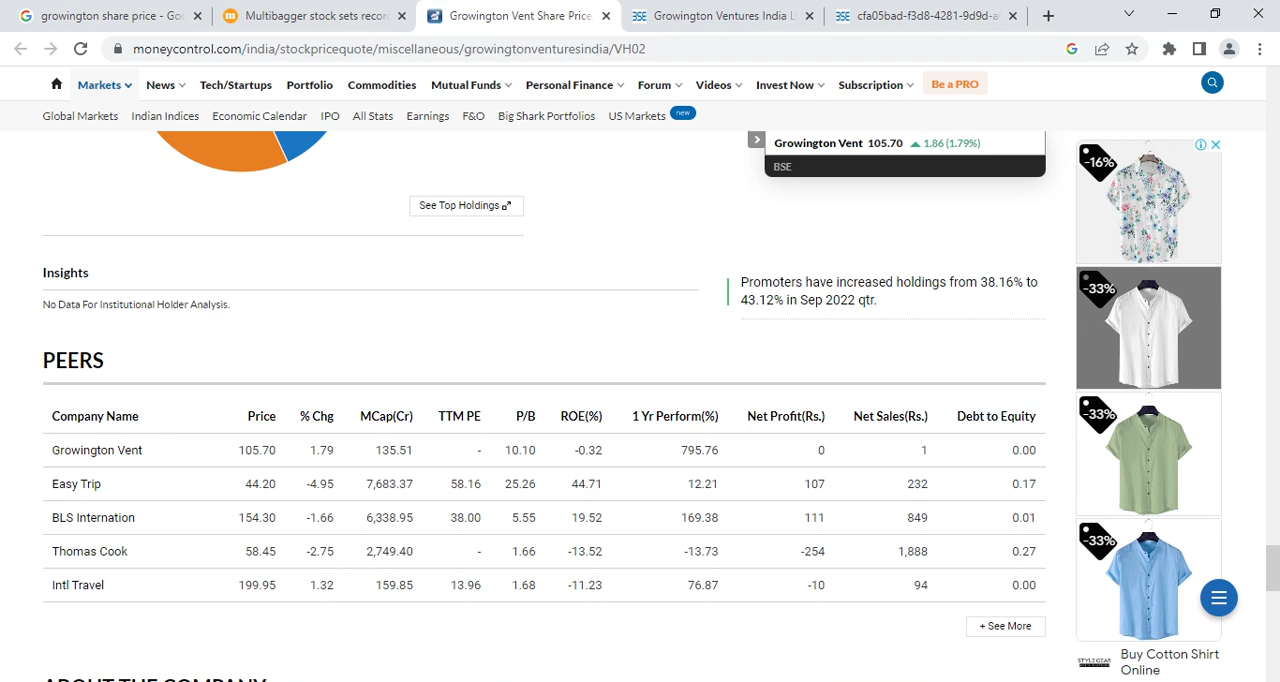 growington share price - Goo
Multibagger stock sets recor
Growington Vent Share Price
Growington Ventures India L
cfa05bad-f3d8-4281-9d9d-a
moneycontrol.com/india/stockpricequote/miscellaneous/growingtonventuresindia/VH02
Markets News Tech/Startups Portfolio Commodities Mutual Funds Personal Finance Forum Videos Invest Now Subscription Be a PRO
Global Markets Indian Indices Economic Calendar IPO All Stats Earnings F&O Big Shark Portfolios US Markets new
Growington Vent 105.70 1.86 (1.79%)
BSE
See Top Holdings
Insights
No Data For Institutional Holder Analysis.
Promoters have increased holdings from 38.16% to
43.12% in Sep 2022 qtr.
PEERS
Company Name Price % Chg MCap(Cr) TTM PE P/B ROE(%) 1 Yr Perform(%) Net Profit(Rs.) Net Sales(Rs.) Debt to Equity
Growington Vent 105.70 1.79 135.51 - 10.10 -0.32 795.76 0 1 0.00
Easy Trip 44.20 -4.95 7,683.37 58.16 25.26 44.71 12.21 107 232 0.17
BLS Internation 154.30 -1.66 6,338.95 38.00 5.55 19.52 169.38 111 849 0.01
Thomas Cook 58.45 -2.75 2,749.40 - 1.66 -13.52 -13.73 -254 1,888 0.27
Intl Travel 199.95 1.32 159.85 13.96 1.68 -11.23 76.87 -10 94 0.00
+ See More
ABOUT THE COMPANY
-16%
-33%
-33%
-33%
STYLE GEAR
Buy Cotton Shirt
Online